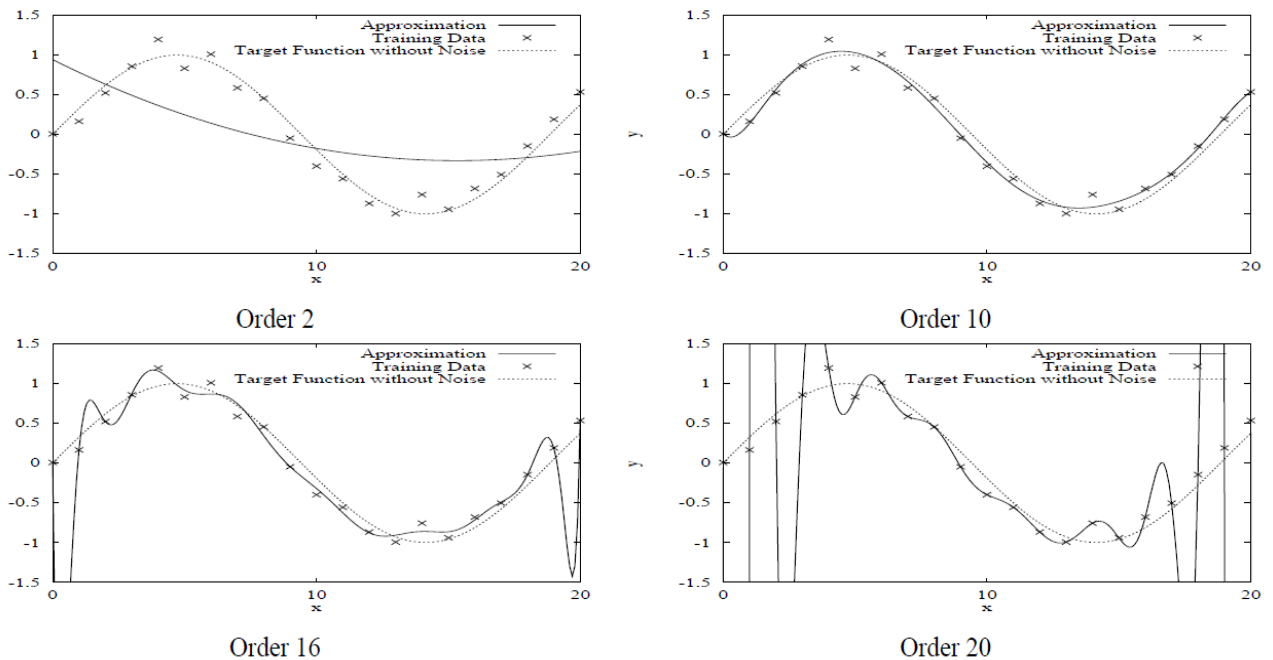 1.5
1
0.5
0
-0.5
-1
-1.5
Approximation
Training Data
Target Function without Noise
0
10
20
x
Order 2
1.5
1
0.5
0
-0.5
-1
-1.5
y
Approximation
Training Data
Target Function without Noise
0
10
20
x
Order 10
1.5
1
0.5
0
-0.5
-1
-1.5
Approximation
Training Data
Target Function without Noise
0
10
20
x
Order 16
1.5
1
0.5
0
-0.5
-1
-1.5
y
Approximation
Training Data
Target Function without Noise
0
10
20
x
Order 20